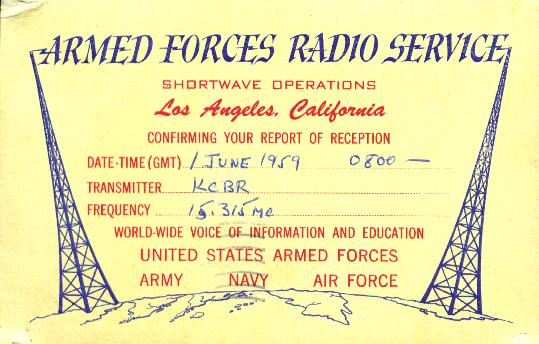 ARMED FORCES RADIO SERVICE
SHORTWAVE OPERATIONS
Los Angeles, California
CONFIRMING YOUR REPORT OF RECEPTION
DATE-TIME (GMT) 1 JUNE 1959 0800 —
TRANSMITTER KCBR
FREQUENCY 15.315 MC
WORLD-WIDE VOICE OF INFORMATION AND EDUCATION
UNITED STATES ARMED FORCES
ARMY NAVY AIR FORCE